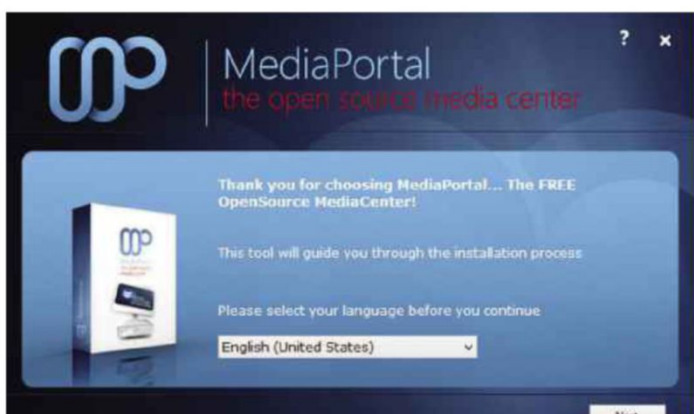 ? x
MediaPortal
the open source media center
Thank you for choosing MediaPortal... The FREE
OpenSource MediaCenter!
This tool will guide you through the installation process
Please select your language before you continue
English (United States)